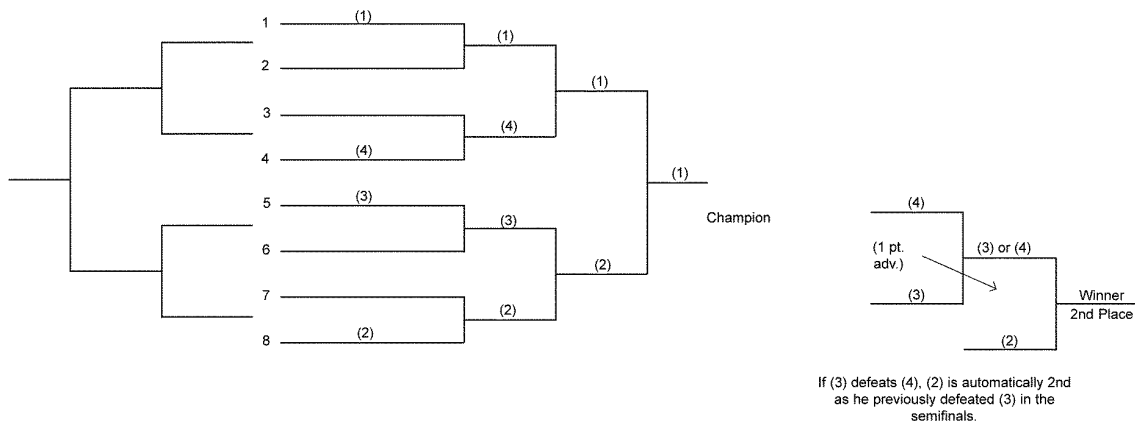 1 (1)
(1)
2
(1)
3
(4)
4 (4)
(1)
5 (3)
(3)
6
(2)
7
(2)
8 (2)
Champion
(4)
(1 pt.
adv.)
(3) or (4)
(3)
Winner
2nd Place
(2)
If (3) defeats (4), (2) is automatically 2nd
as he previously defeated (3) in the
semifinals.